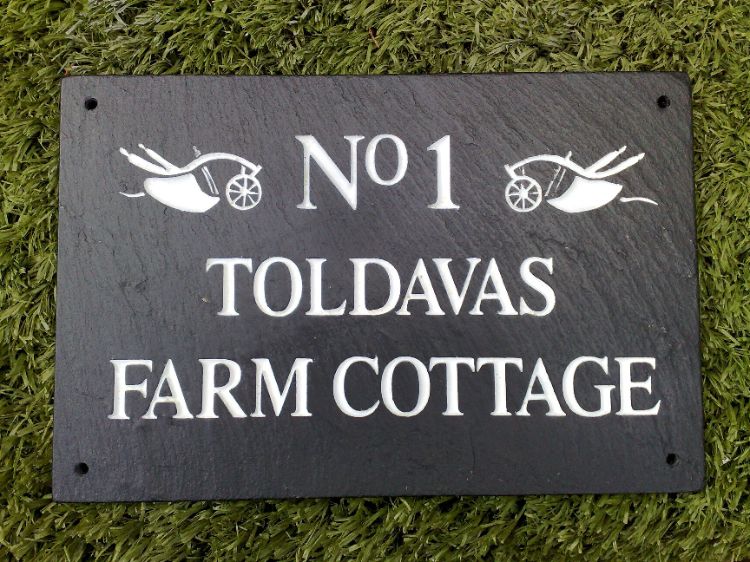 No 1
TOLDAVAS
FARM COTTAGE